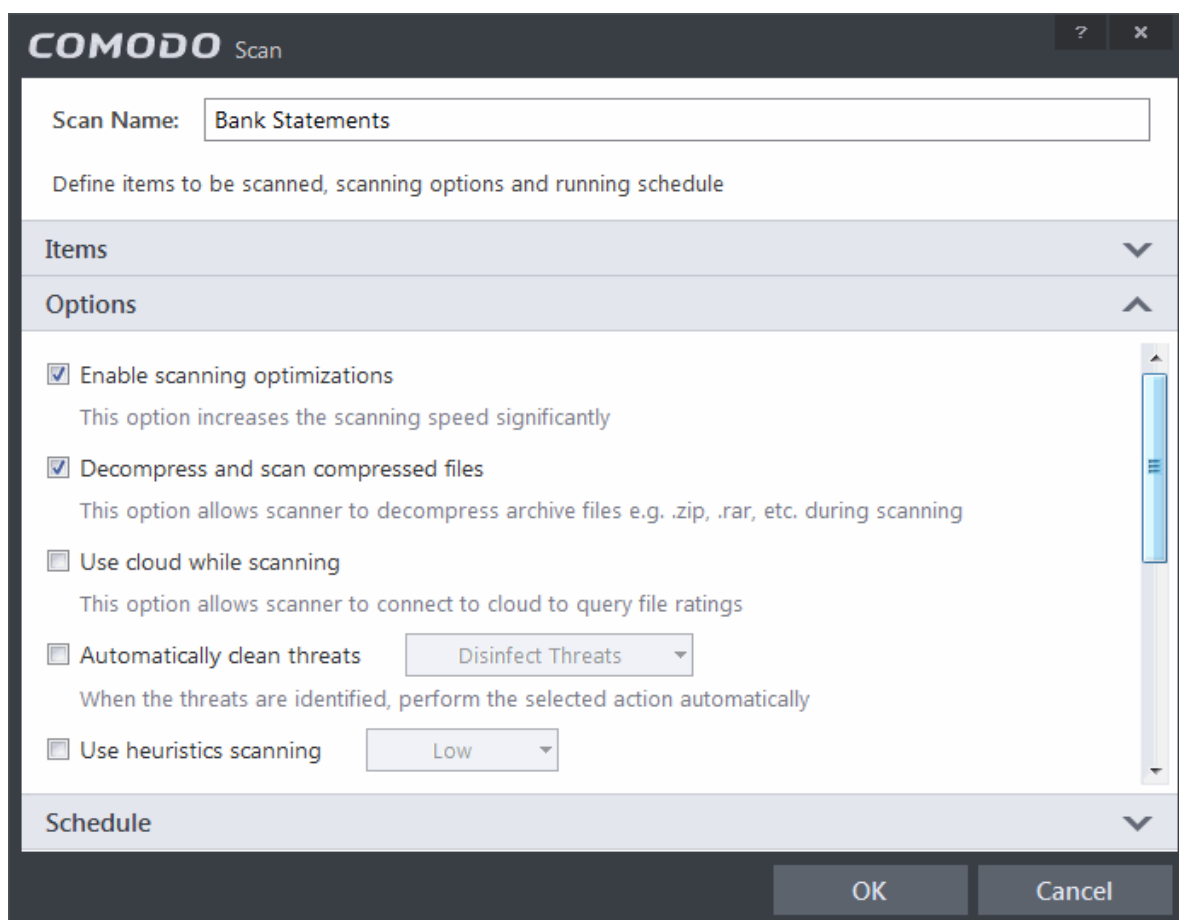 COMODO Scan ? ×
Scan Name: Bank Statements
Define items to be scanned, scanning options and running schedule
Items
Options
Enable scanning optimizations
This option increases the scanning speed significantly
Decompress and scan compressed files
This option allows scanner to decompress archive files e.g. .zip, .rar, etc. during scanning
Use cloud while scanning
This option allows scanner to connect to cloud to query file ratings
Automatically clean threats Disinfect Threats
When the threats are identified, perform the selected action automatically
Use heuristics scanning Low
Schedule
OK Cancel